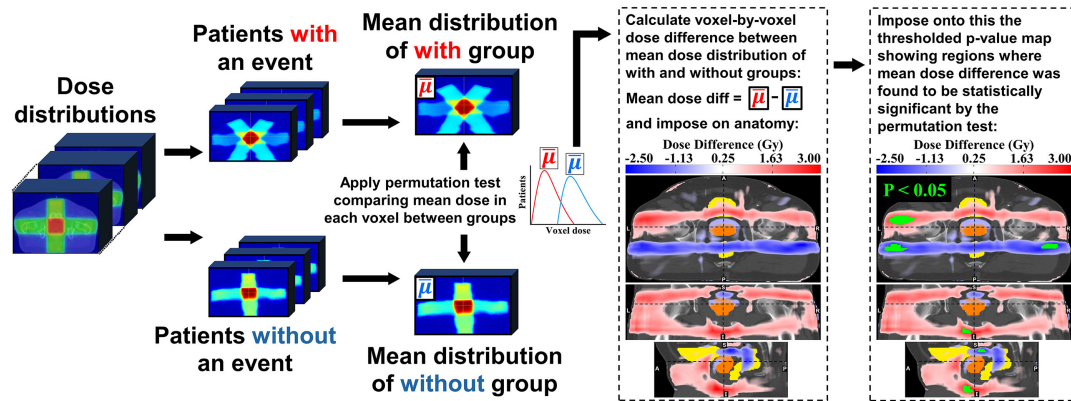 Dose
distributions
Patients with
an event
Patients without
an event
Mean distribution
of with group
μ
Apply permutation test
comparing mean dose in
each voxel between groups
μ
Mean distribution
of without group
μ μ
Patients
Voxel dose
Calculate voxel-by-voxel
dose difference between
mean dose distribution of
with and without groups:
Mean dose diff = μ - μ
and impose on anatomy:
Dose Difference (Gy)
-2.50 -1.13 0.25 1.63 3.00
A
L R
P
S
I
S
A P
I
Impose onto this the
thresholded p-value map
showing regions where
mean dose difference was
found to be statistically
significant by the
permutation test:
Dose Difference (Gy)
-2.50 -1.13 0.25 1.63 3.00
P < 0.05
A
L R
P
S
I
S
A P
I